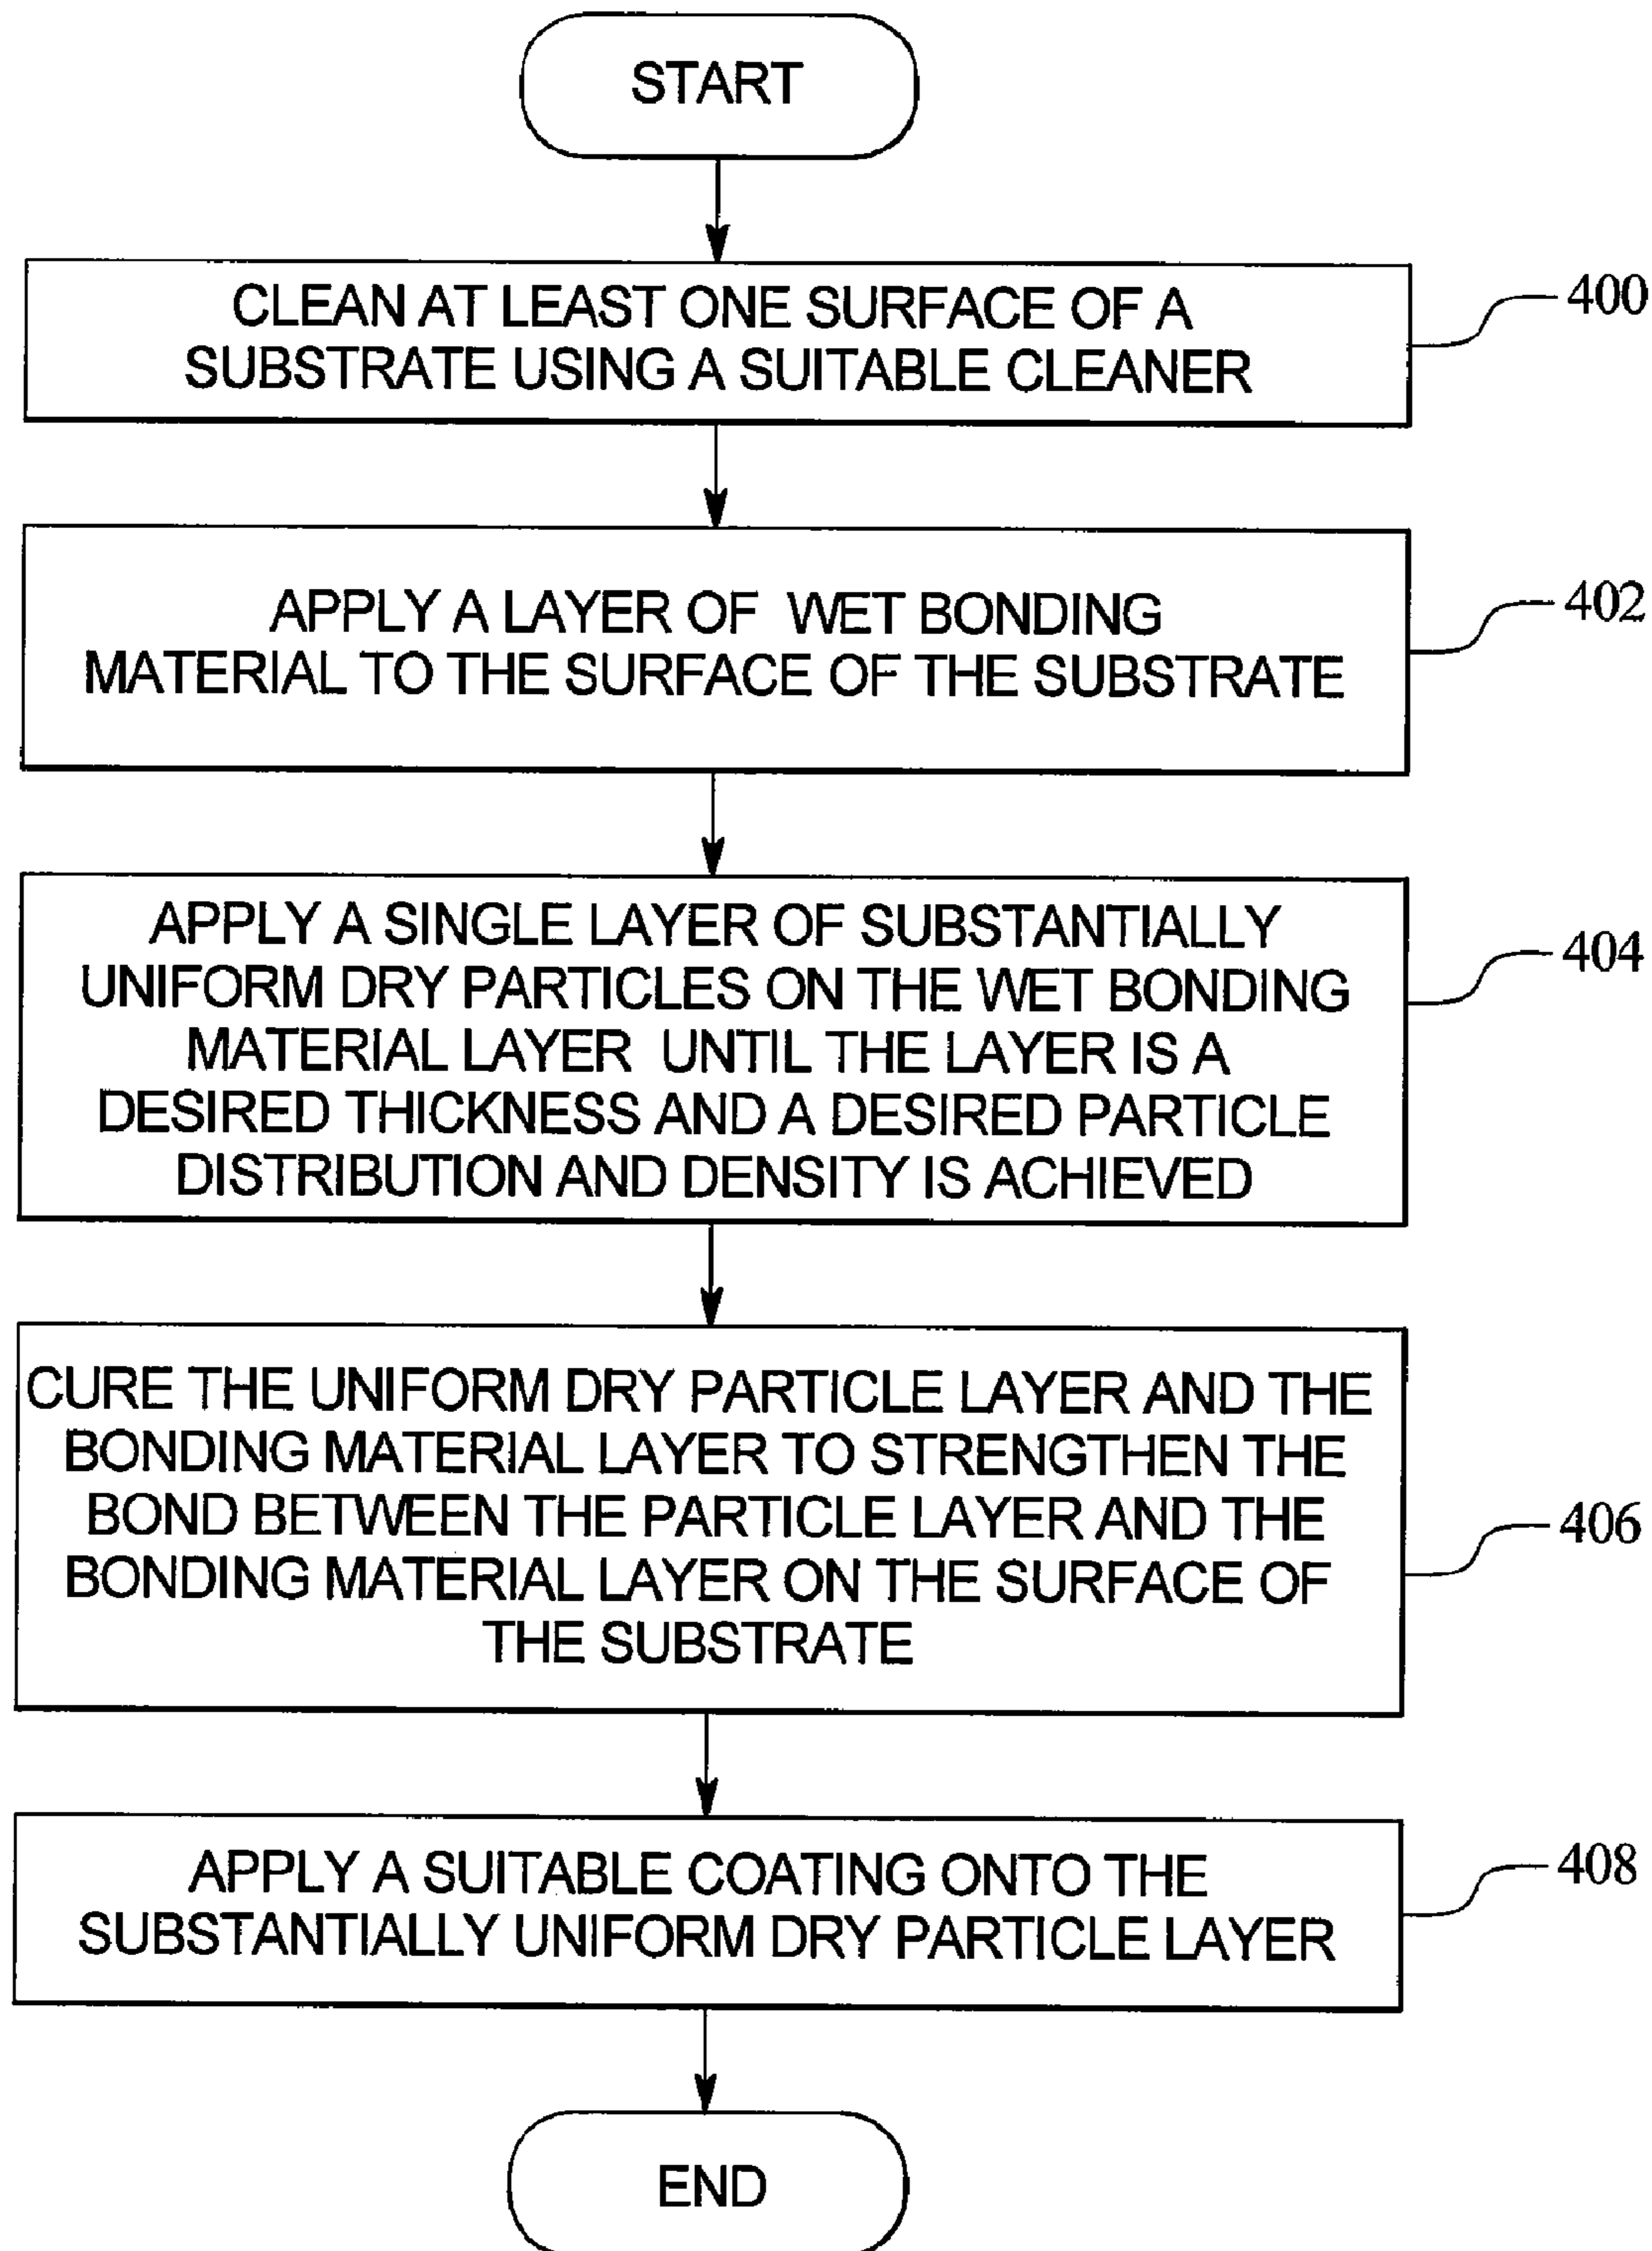 START
CLEAN AT LEAST ONE SURFACE OF A
SUBSTRATE USING A SUITABLE CLEANER
400
APPLY A LAYER OF WET BONDING
MATERIAL TO THE SURFACE OF THE SUBSTRATE
402
APPLY A SINGLE LAYER OF SUBSTANTIALLY
UNIFORM DRY PARTICLES ON THE WET BONDING
MATERIAL LAYER UNTIL THE LAYER IS A
DESIRED THICKNESS AND A DESIRED PARTICLE
DISTRIBUTION AND DENSITY IS ACHIEVED
404
CURE THE UNIFORM DRY PARTICLE LAYER AND THE
BONDING MATERIAL LAYER TO STRENGTHEN THE
BOND BETWEEN THE PARTICLE LAYER AND THE
BONDING MATERIAL LAYER ON THE SURFACE OF
THE SUBSTRATE
406
APPLY A SUITABLE COATING ONTO THE
SUBSTANTIALLY UNIFORM DRY PARTICLE LAYER
408
END